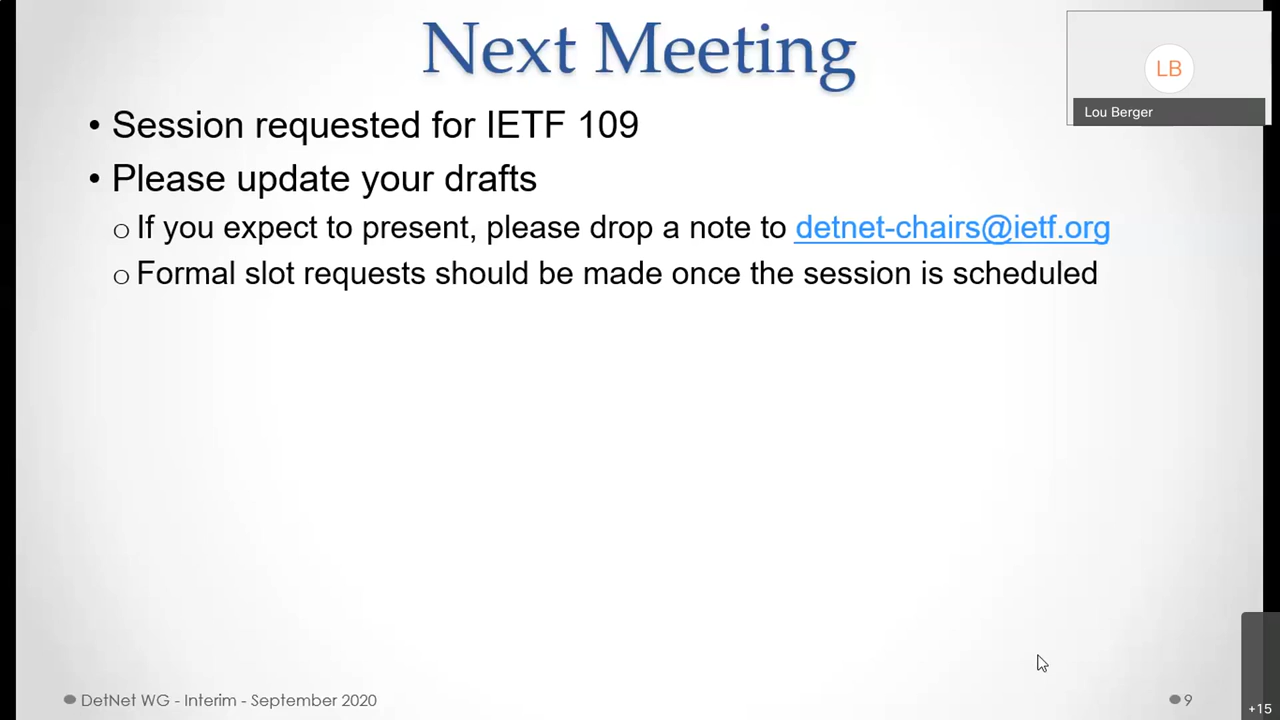 Next Meeting
LB
Lou Berger
• Session requested for IETF 109
• Please update your drafts
o If you expect to present, please drop a note to detnet-chairs@ietf.org
o Formal slot requests should be made once the session is scheduled
DetNet WG - Interim - September 2020
9
+15